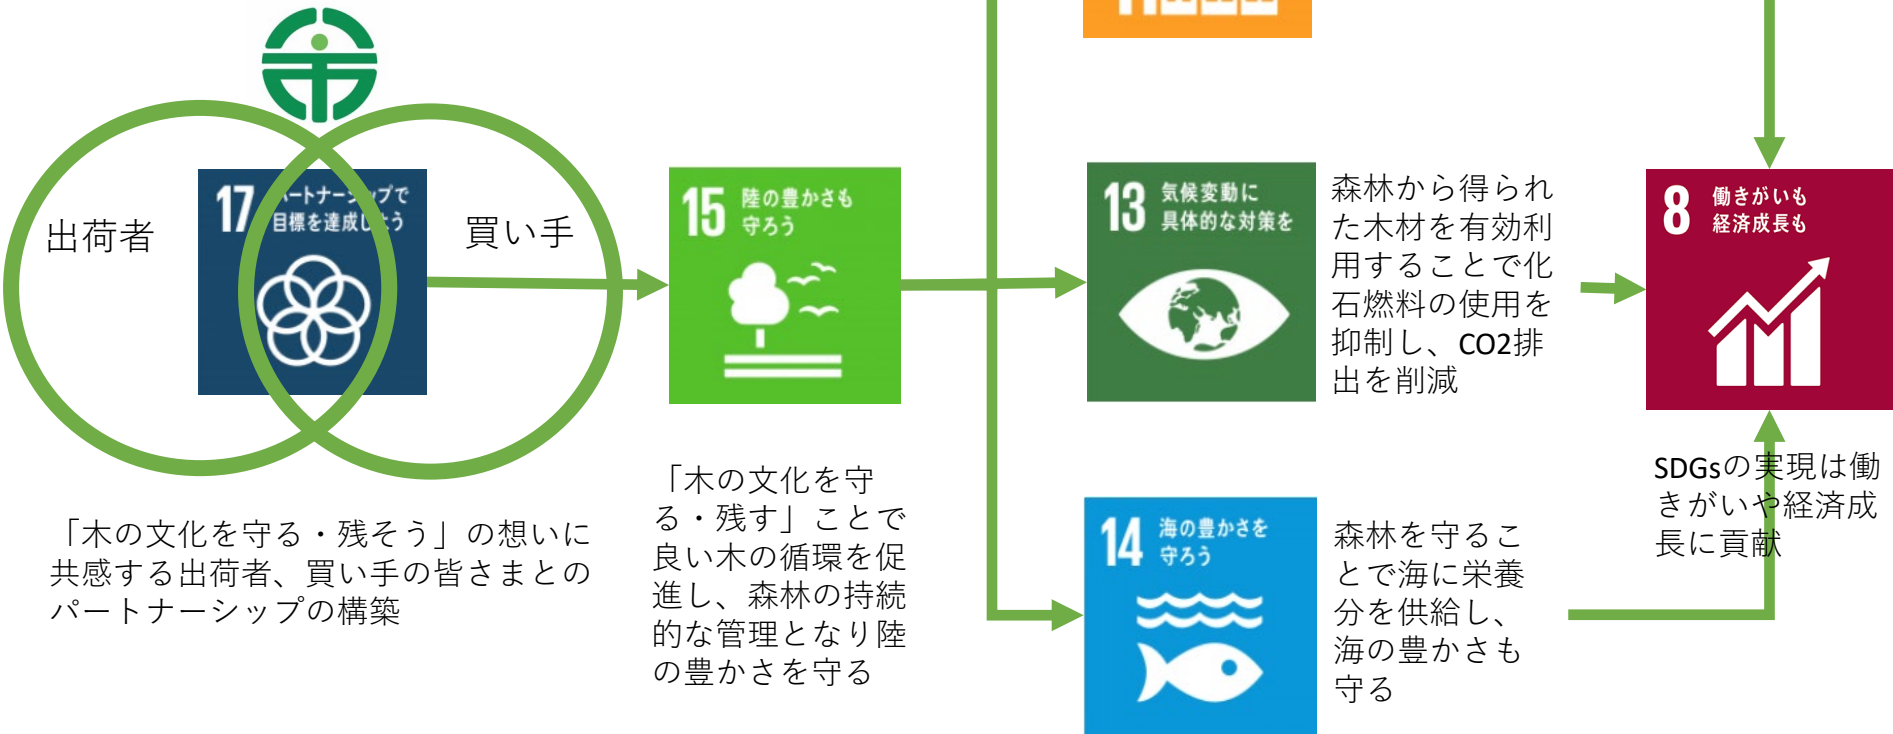 出荷者
17 パートナーシップで
目標を達成しよう
買い手
「木の文化を守る・残そう」の想いに
共感する出荷者、買い手の皆さまとの
パートナーシップの構築
15 陸の豊かさも
守ろう
「木の文化を守
る・残す」ことで
良い木の循環を促
進し、森林の持続
的な管理となり陸
の豊かさを守る
13 気候変動に
具体的な対策を
森林から得られ
た木材を有効利
用することで化
石燃料の使用を
抑制し、CO2排
出を削減
14 海の豊かさを
守ろう
森林を守るこ
とで海に栄養
分を供給し、
海の豊かさも
守る
8 働きがいも
経済成長も
SDGsの実現は働
きがいや経済成
長に貢献